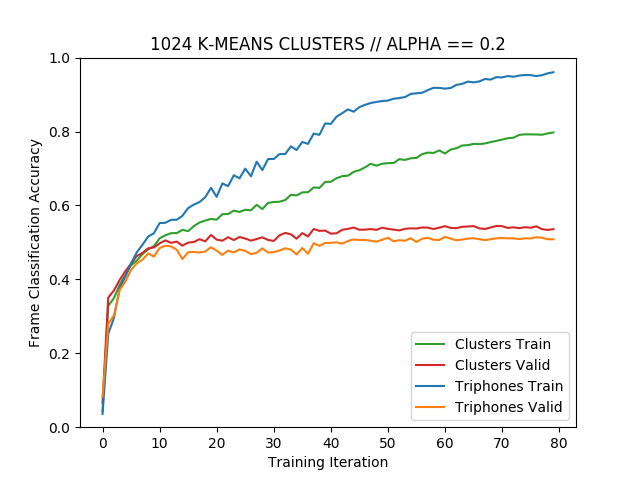 1024 K-MEANS CLUSTERS // ALPHA == 0.2
Frame Classification Accuracy
1.0
0.8
0.6
0.4
0.2
0.0
Clusters Train
Clusters Valid
Triphones Train
Triphones Valid
0 10 20 30 40 50 60 70 80
Training Iteration